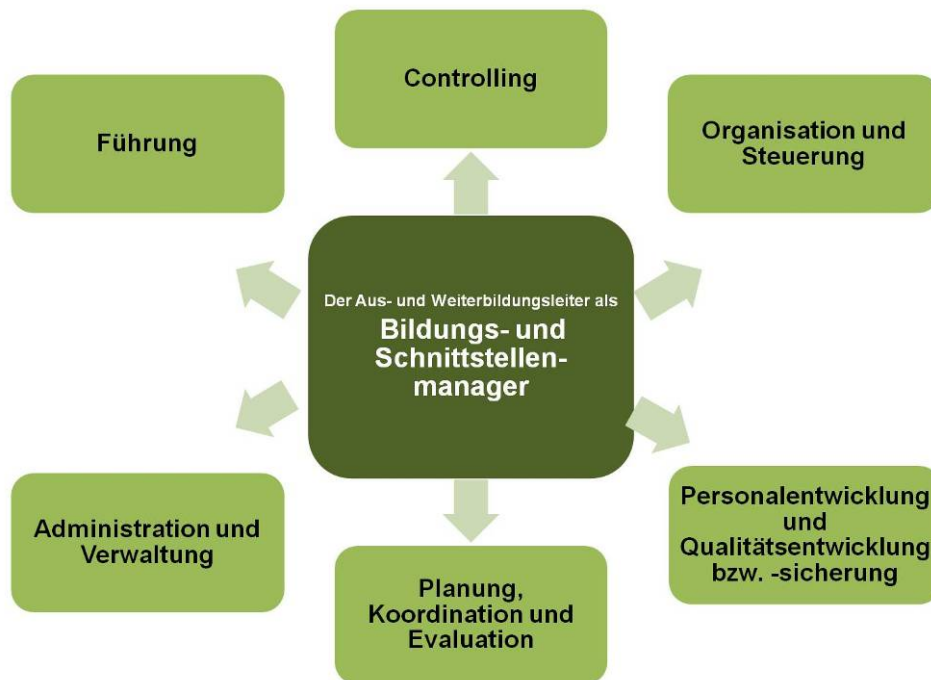 Controlling
Führung
Organisation und
Steuerung
Der Aus- und Weiterbildungsleiter als
Bildungs- und
Schnittstellen-
manager
Administration und
Verwaltung
Personalentwicklung
und
Qualitätsentwicklung
bzw. -sicherung
Planung,
Koordination und
Evaluation